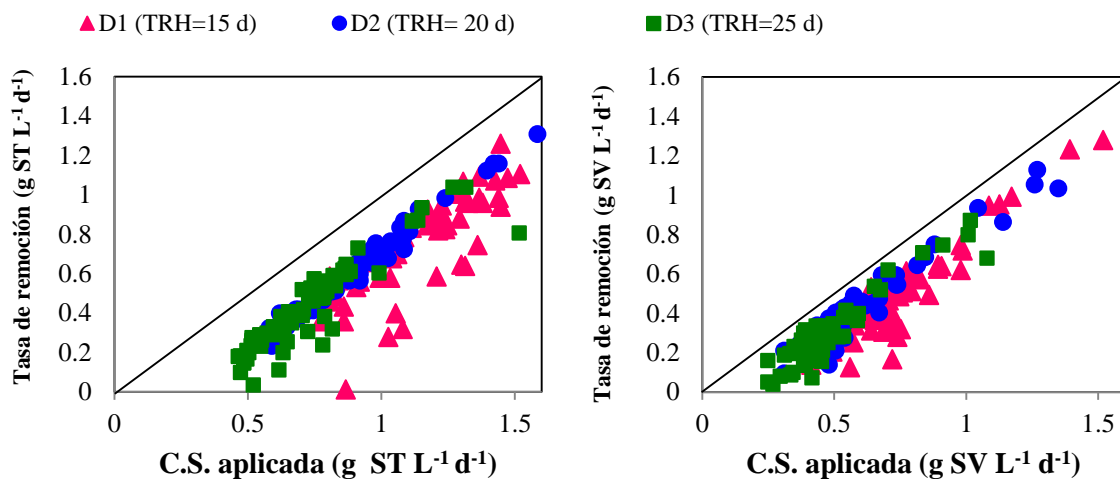 D1 (TRH=15 d) D2 (TRH= 20 d) D3 (TRH=25 d)
Tasa de remoción (g ST L-1 d-1)
1.6
1.4
1.2
1
0.8
0.6
0.4
0.2
0
0 0.5 1 1.5
C.S. aplicada (g ST L-1 d-1)
Tasa de remoción (g SV L-1 d-1)
1.6
1.4
1.2
1
0.8
0.6
0.4
0.2
0
0 0.5 1 1.5
C.S. aplicada (g SV L-1 d-1)